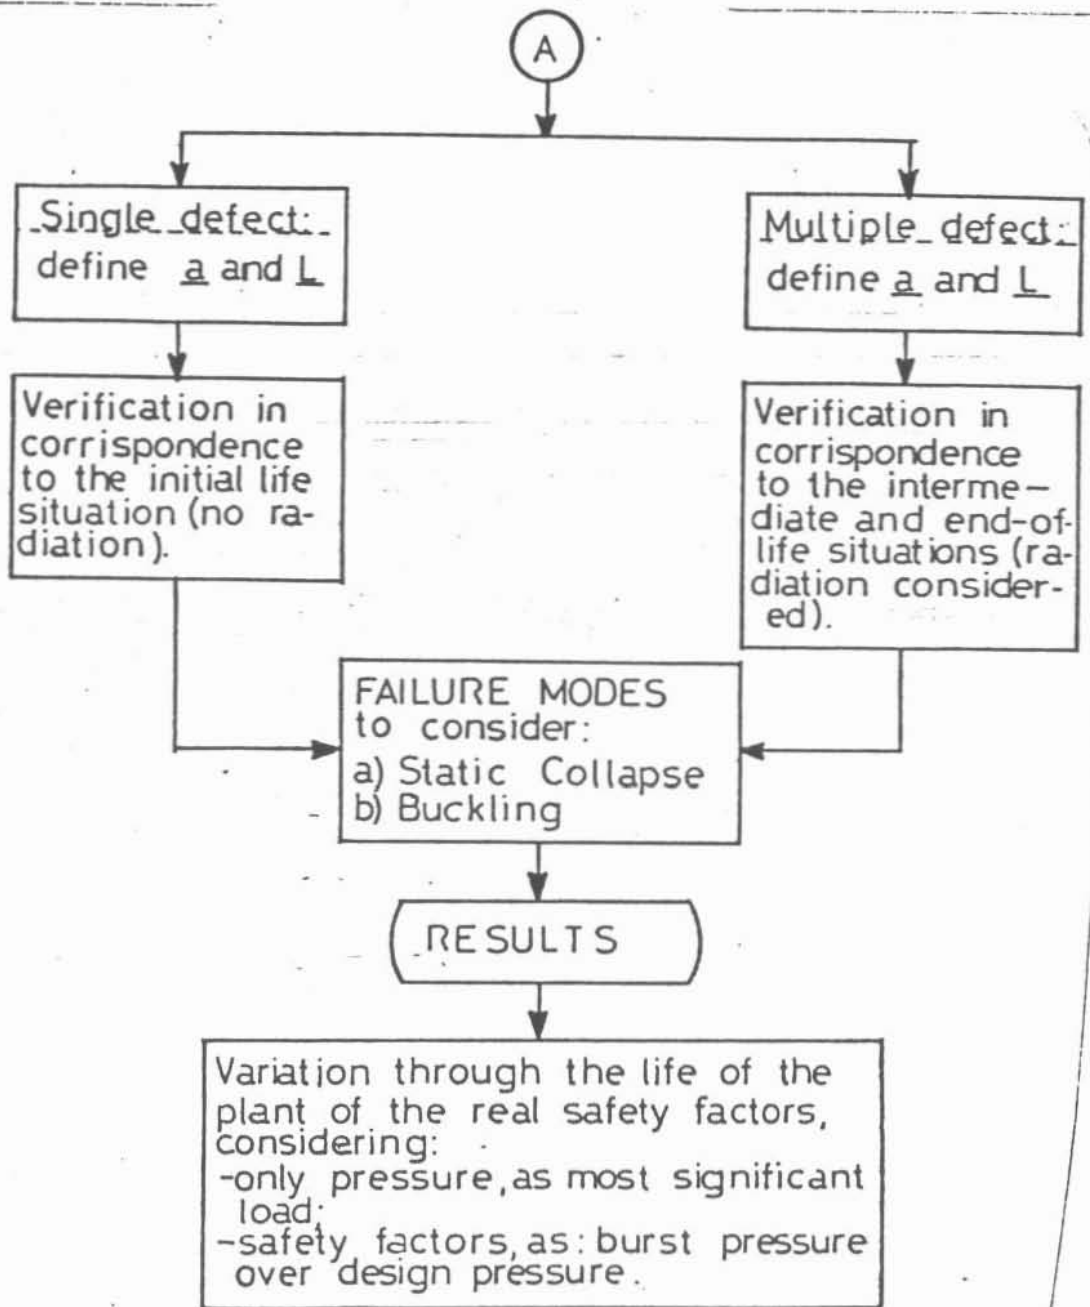 A
Single defect:
define a and L
Multiple defect:
define a and L
Verification in
corrispondence
to the initial life
situation (no ra-
diation).
Verification in
corrispondence
to the interme-
diate and end-of-
life situations (ra-
diation consider-
ed).
FAILURE MODES
to consider:
a) Static Collapse
b) Buckling
RESULTS
Variation through the life of the
plant of the real safety factors,
considering:
-only pressure, as most significant
load;
-safety factors, as: burst pressure
over design pressure.